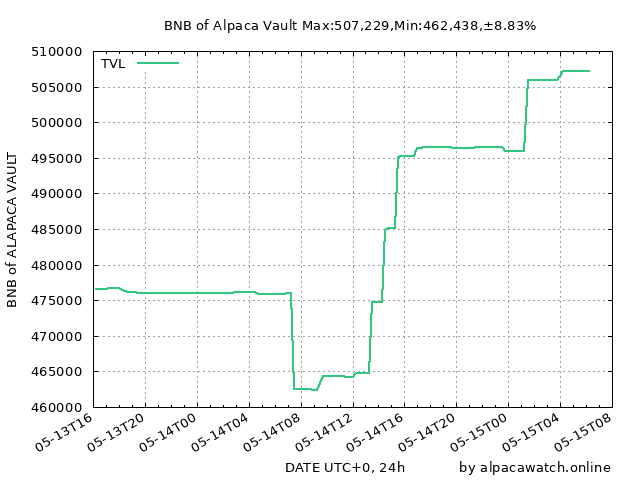 BNB of Alpaca Vault Max:507,229,Min:462,438,±8.83%
TVL
510000
505000
500000
495000
490000
485000
480000
475000
470000
465000
460000
BNB of ALAPACA VAULT
05-13T16
05-13T20
05-14T00
05-14T04
05-14T08
05-14T12
05-14T16
05-14T20
05-15T00
05-15T04
05-15T08
DATE UTC+0, 24h
by alpacawatch.online